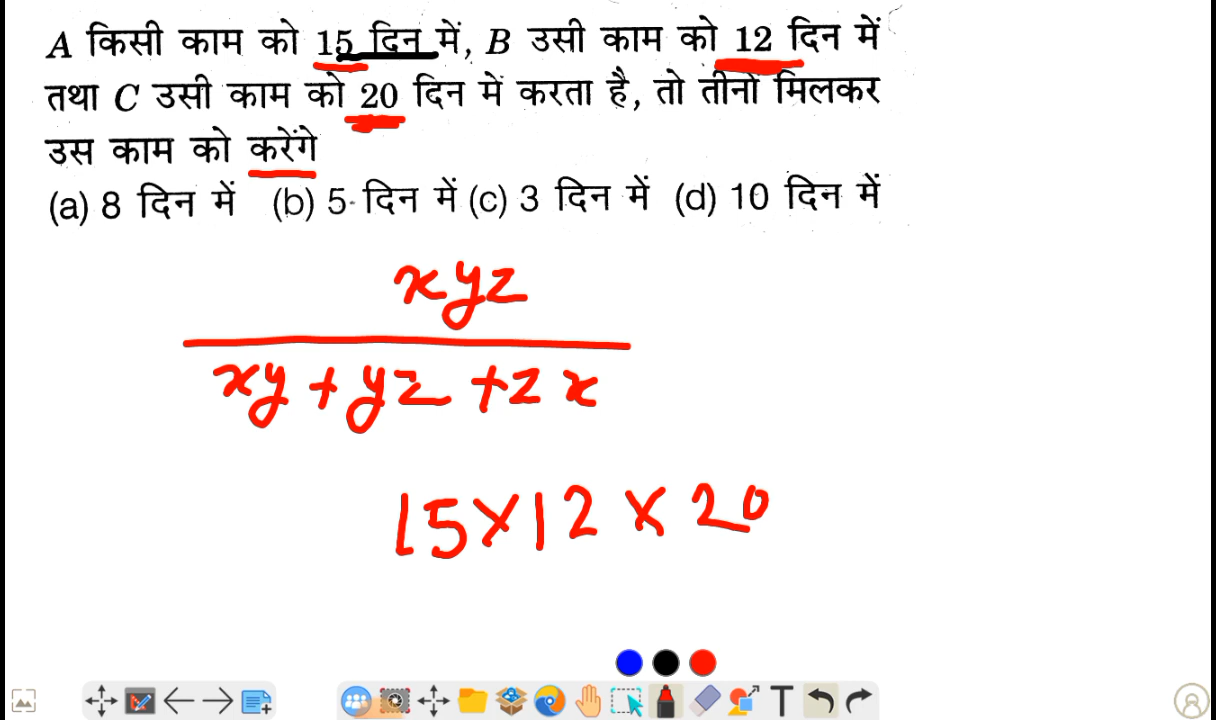 A किसी काम को 15 दिन में, B उसी काम को 12 दिन में
तथा C उसी काम को 20 दिन में करता है, तो तीनों मिलकर
उस काम को करेंगे
(a) 8 दिन में (b) 5 दिन में (c) 3 दिन में (d) 10 दिन में
xyz
xy + yz + zx
15 × 12 × 20
T